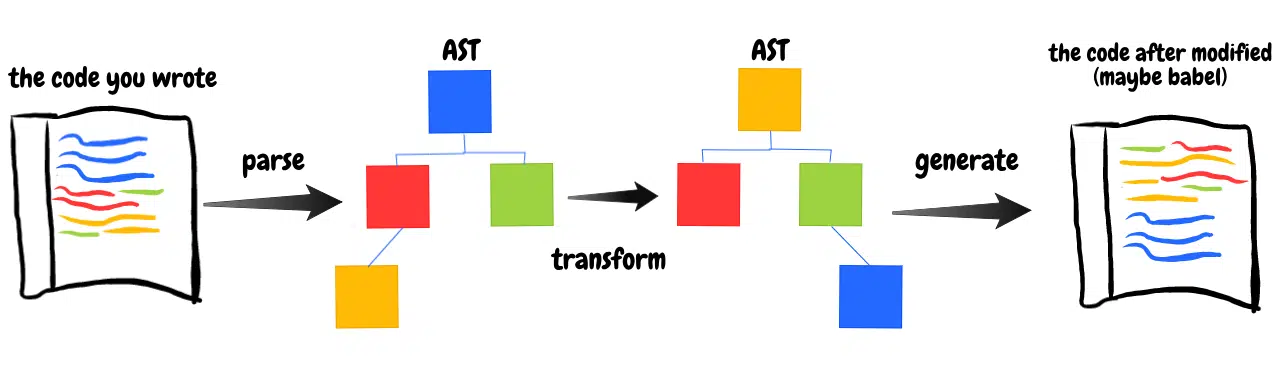 the code you wrote
parse
AST
transform
AST
generate
the code after modified
(maybe babel)